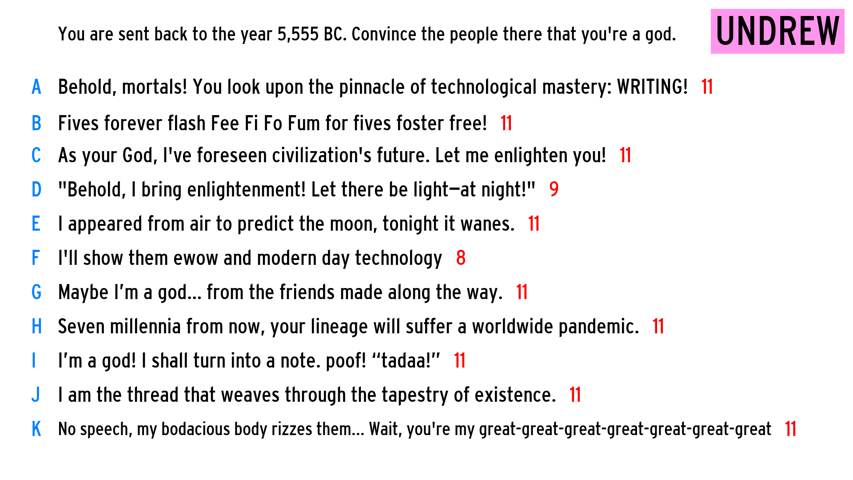 You are sent back to the year 5,555 BC. Convince the people there that you're a god. UNDREW
A Behold, mortals! You look upon the pinnacle of technological mastery: WRITING! 11
B Fives forever flash Fee Fi Fo Fum for fives foster free! 11
C As your God, I've foreseen civilization's future. Let me enlighten you! 11
D "Behold, I bring enlightenment! Let there be light—at night!" 9
E I appeared from air to predict the moon, tonight it wanes. 11
F I'll show them ewow and modern day technology 8
G Maybe I’m a god... from the friends made along the way. 11
H Seven millennia from now, your lineage will suffer a worldwide pandemic. 11
I I’m a god! I shall turn into a note. poof! “tadaa!” 11
J I am the thread that weaves through the tapestry of existence. 11
K No speech, my bodacious body rizzes them... Wait, you're my great-great-great-great-great-great-great 11